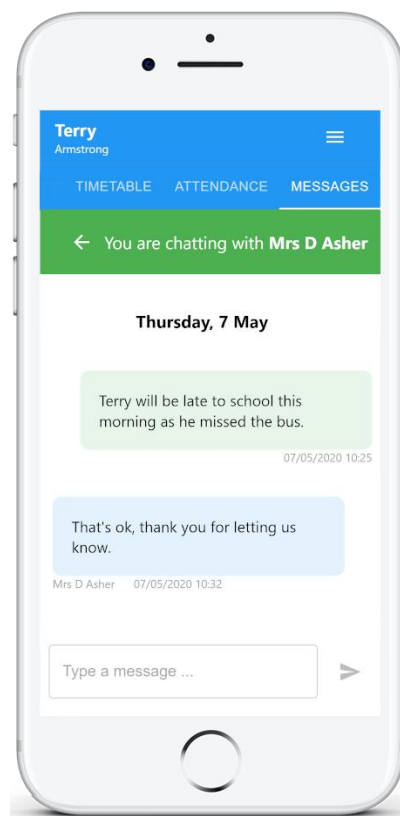 Terry
Armstrong
TIMETABLE ATTENDANCE MESSAGES
You are chatting with Mrs D Asher
Thursday, 7 May
Terry will be late to school this
morning as he missed the bus.
07/05/2020 10:25
That's ok, thank you for letting us
know.
Mrs D Asher 07/05/2020 10:32
Type a message ...